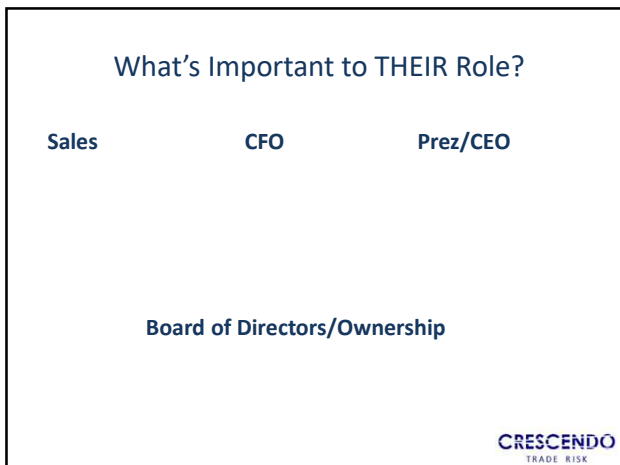 What’s Important to THEIR Role?
Sales CFO Prez/CEO
Board of Directors/Ownership
CRESCENDO
TRADE RISK